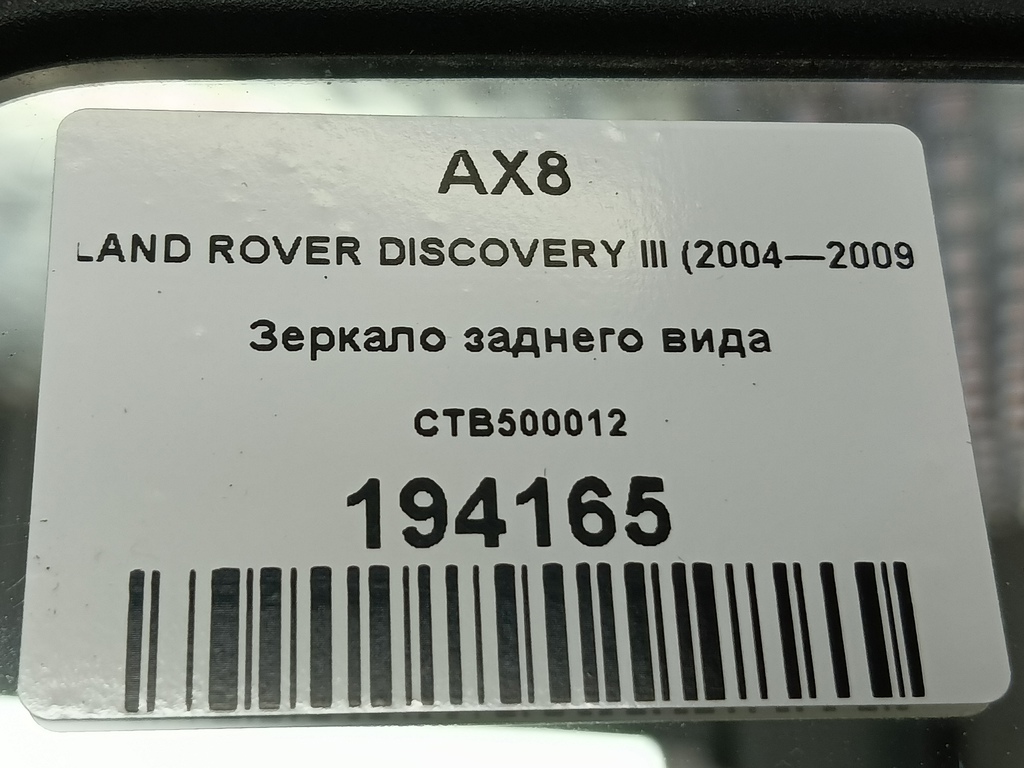 AX8
LAND ROVER DISCOVERY III (2004—2009
Зеркало заднего вида
CTB500012
194165